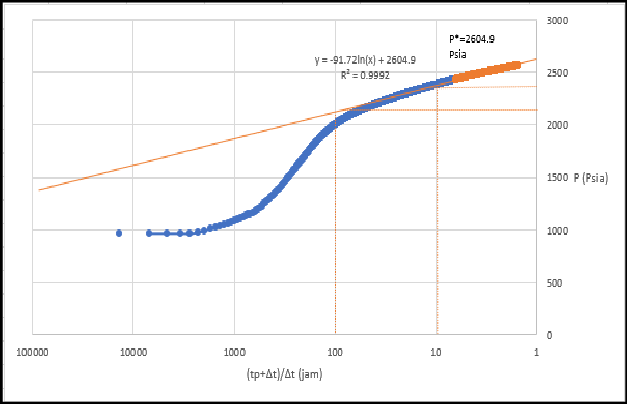 3000
P*=2604.9
Psia
y = -91.72ln(x) + 2604.9
R² = 0.9992
2500
2000
1500 P (Psia)
1000
500
0
100000 10000 1000 100 10 1
(tp+Δt)/Δt (jam)